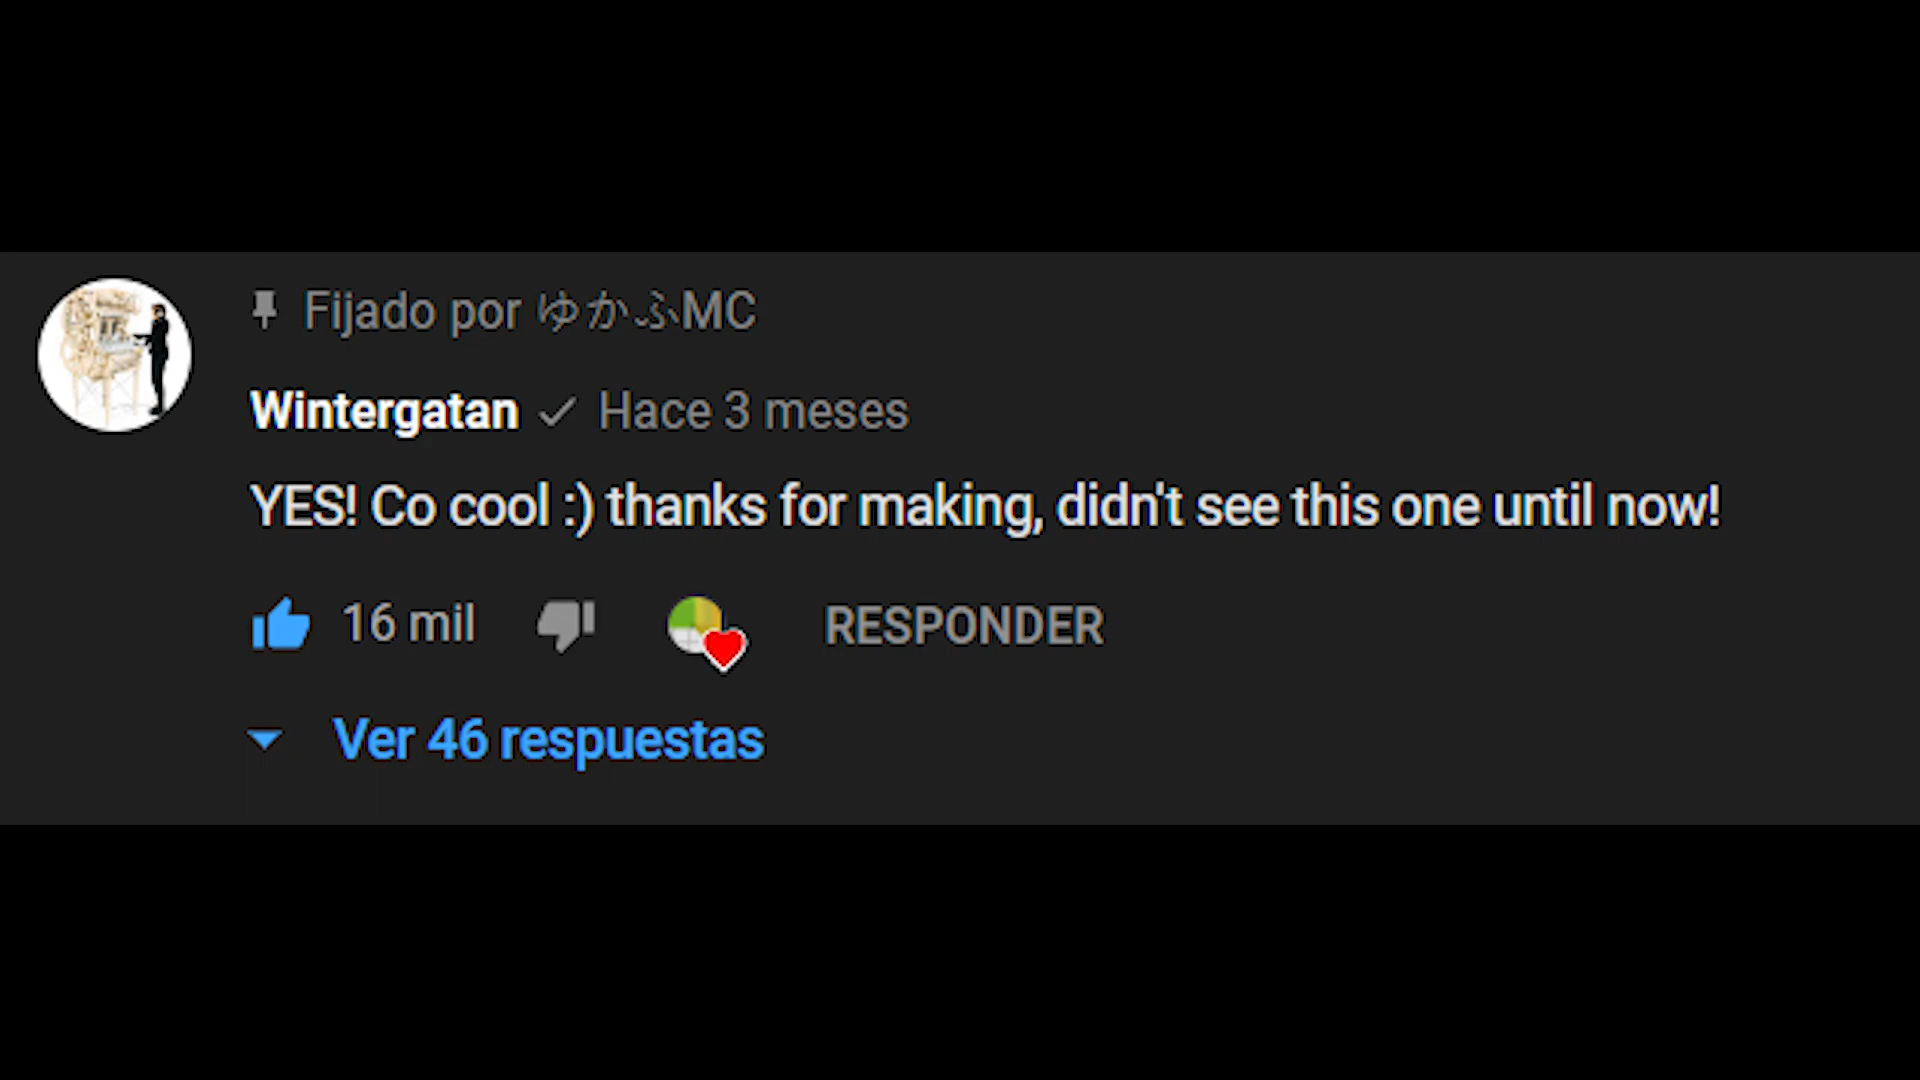 Fijado por ゆかふMC
Wintergatan Hace 3 meses
YES! Co cool :) thanks for making, didn't see this one until now!
16 mil RESPONDER
Ver 46 respuestas